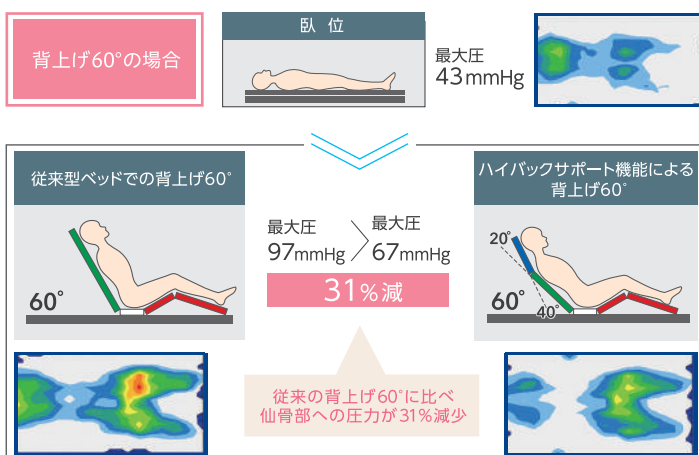 背上げ60°の場合
臥 位
最大圧
43mmHg
従来型ベッドでの背上げ60°
ハイバックサポート機能による
背上げ60°
最大圧
97mmHg
最大圧
67mmHg
31%減
60°
20°
60°
40°
従来の背上げ60°に比べ
仙骨部への圧力が31%減少